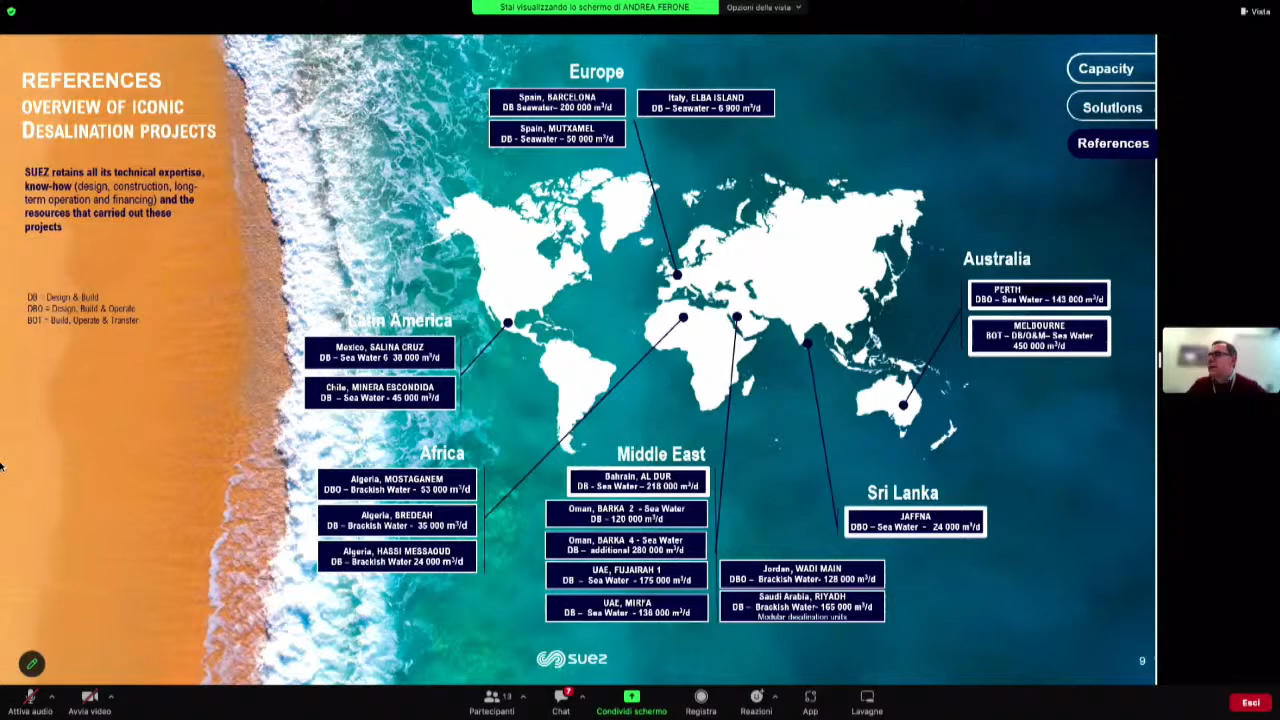 Stai visualizzando lo schermo di ANDREA FERONE
Opzioni della vista
Vista
REFERENCES
OVERVIEW OF ICONIC
DESALINATION PROJECTS
SUEZ retains all its technical expertise,
know-how (design, construction, long-
term operation and financing) and the
resources that carried out these
projects
DB = Design & Build
DBO = Design, Build & Operate
BOT = Build, Operate & Transfer
Capacity
Solutions
References
Europe
Spain, BARCELONA
DB Seawater– 200 000 m³/d
Italy, ELBA ISLAND
DB – Seawater – 6 900 m³/d
Spain, MUTXAMEL
DB - Seawater – 50 000 m³/d
Australia
PERTH
DBO – Sea Water – 143 000 m³/d
MELBOURNE
BOT – DB/O&M– Sea Water
450 000 m³/d
Latin America
Mexico, SALINA CRUZ
DB – Sea Water 6 38 000 m³/d
Chile, MINERA ESCONDIDA
DB – Sea Water - 45 000 m³/d
Africa
Algeria, MOSTAGANEM
DBO – Brackish Water - 53 000 m³/d
Algeria, BREDEAH
DB – Brackish Water - 35 000 m³/d
Algeria, HASSI MESSAOUD
DB – Brackish Water 24 000 m³/d
Middle East
Bahrain, AL DUR
DB - Sea Water – 218 000 m³/d
Oman, BARKA 2 - Sea Water
DB – 120 000 m³/d
Oman, BARKA 4 - Sea Water
DB – additional 280 000 m³/d
UAE, FUJAIRAH 1
DB – Sea Water - 175 000 m³/d
UAE, MIRFA
DB – Sea Water - 136 000 m³/d
Jordan, WADI MAIN
DBO – Brackish Water- 128 000 m³/d
Saudi Arabia, RIYADH
DB – Brackish Water- 165 000 m³/d
Modular desalination units
Sri Lanka
JAFFNA
DBO – Sea Water - 24 000 m³/d
suez
9
Attiva audio
Avvia video
Partecipanti
13
Chat
7
Condividi schermo
Registra
Reazioni
App
Lavagne
Esci